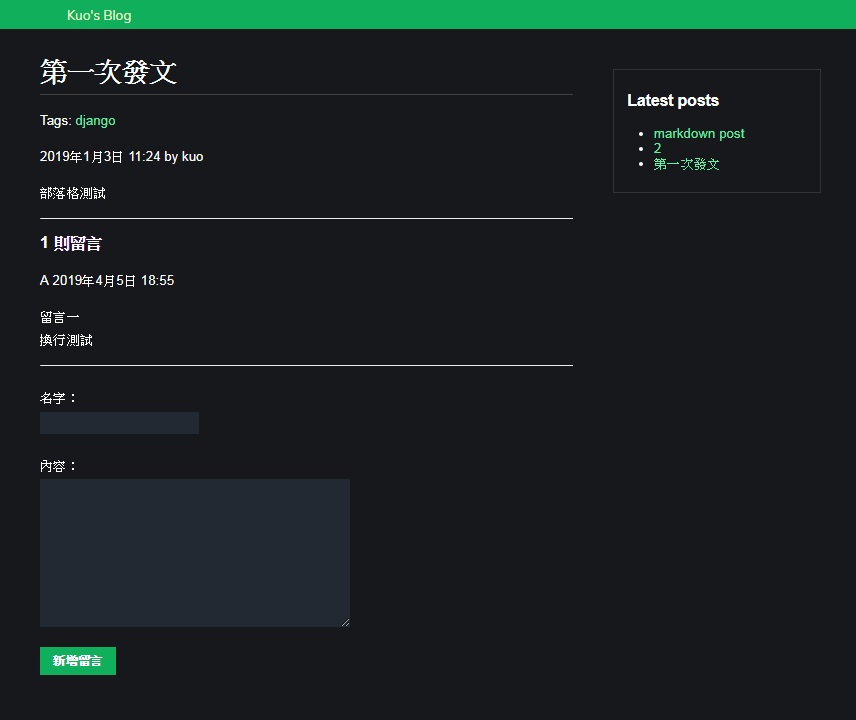 Kuo's Blog
第一次發文
Tags: django
2019年1月3日 11:24 by kuo
部落格測試
1 則留言
A 2019年4月5日 18:55
留言一
換行測試
名字：
內容：
新增留言
Latest posts
markdown post
2
第一次發文